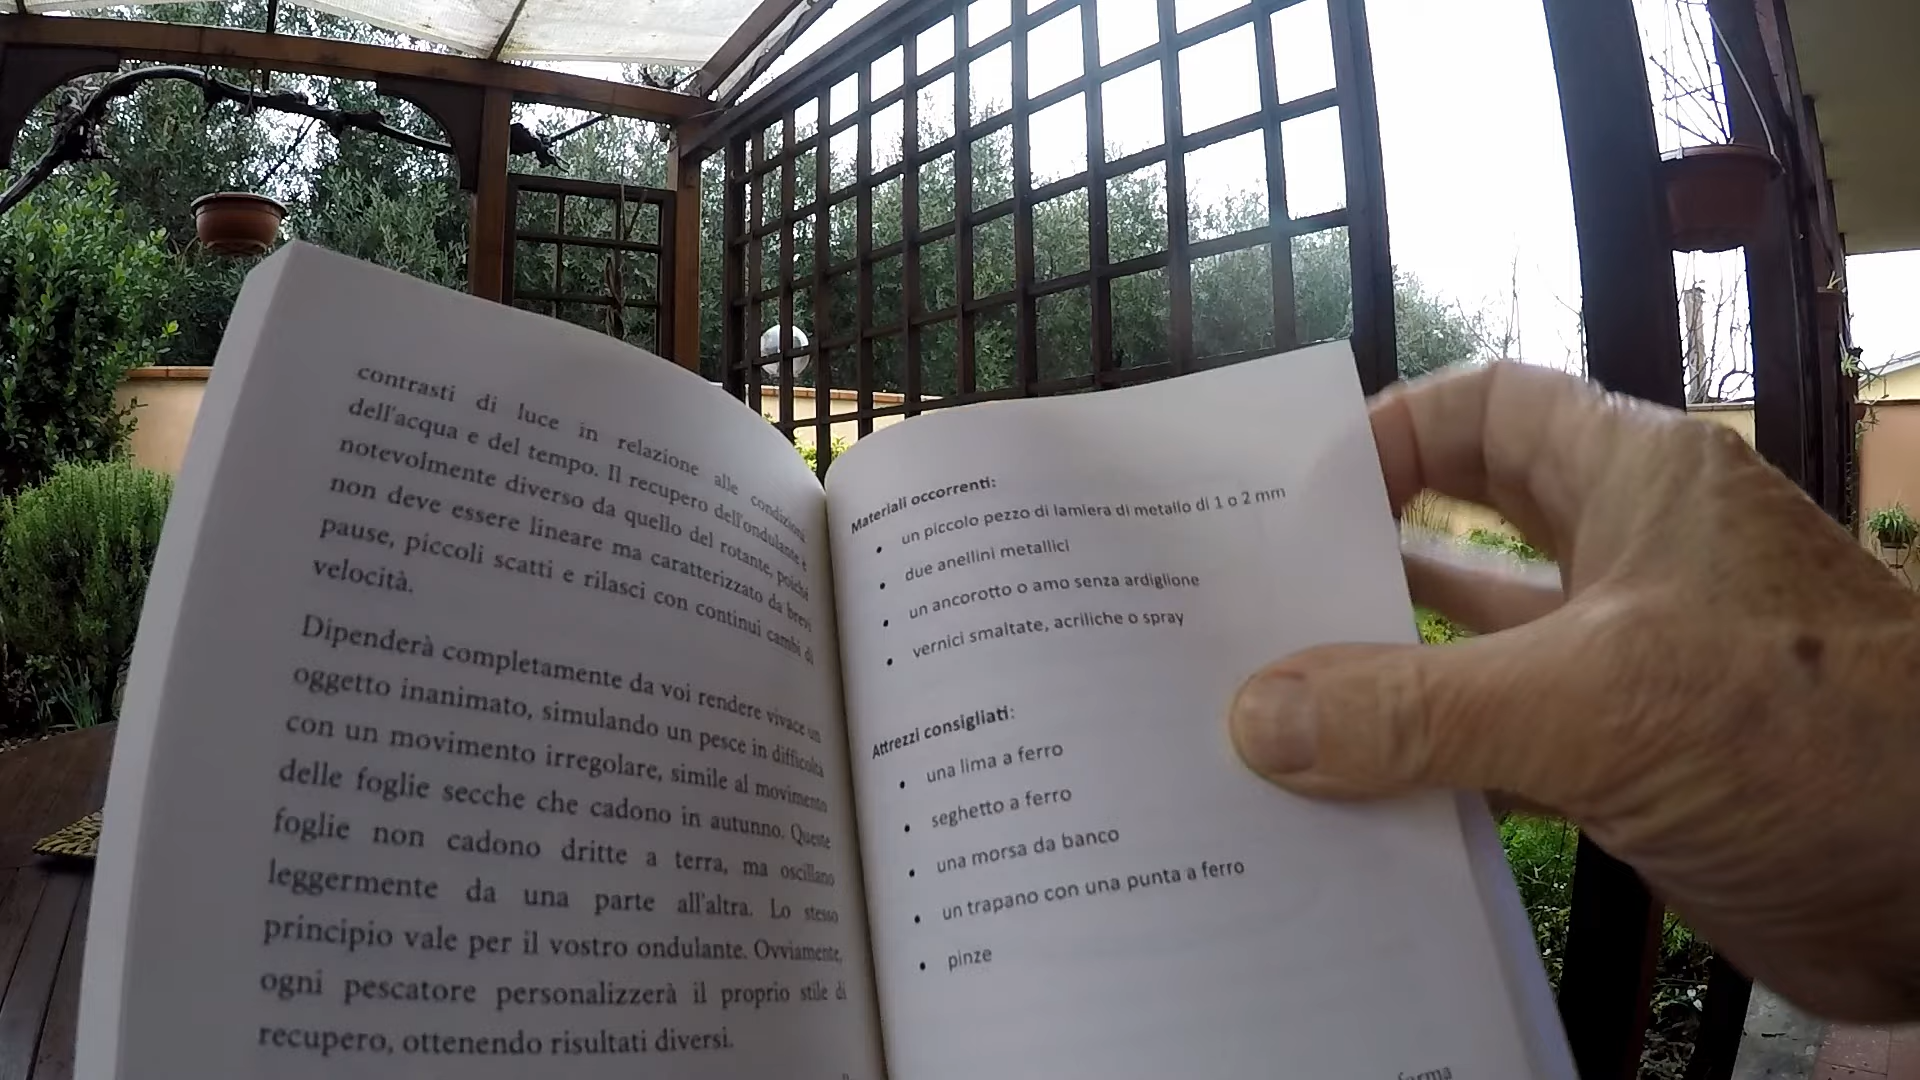 contrasti di luce in relazione alle condizioni
dell'acqua e del tempo. Il recupero dell'ondulante è
notevolmente diverso da quello del rotante, poiché
non deve essere lineare ma caratterizzato da brevi
pause, piccoli scatti e rilasci con continui cambi di
velocità.
Dipenderà completamente da voi rendere vivace un
oggetto inanimato, simulando un pesce in difficoltà
con un movimento irregolare, simile al movimento
delle foglie secche che cadono in autunno. Queste
foglie non cadono dritte a terra, ma oscillano
leggermente da una parte all'altra. Lo stesso
principio vale per il vostro ondulante. Ovviamente,
ogni pescatore personalizzerà il proprio stile di
recupero, ottenendo risultati diversi.
Materiali occorrenti:
• un piccolo pezzo di lamiera di metallo di 1 o 2 mm
• due anellini metallici
• un ancorotto o amo senza ardiglione
• vernici smaltate, acriliche o spray
Attrezzi consigliati:
• una lima a ferro
• seghetto a ferro
• una morsa da banco
• un trapano con una punta a ferro
• pinze
forma